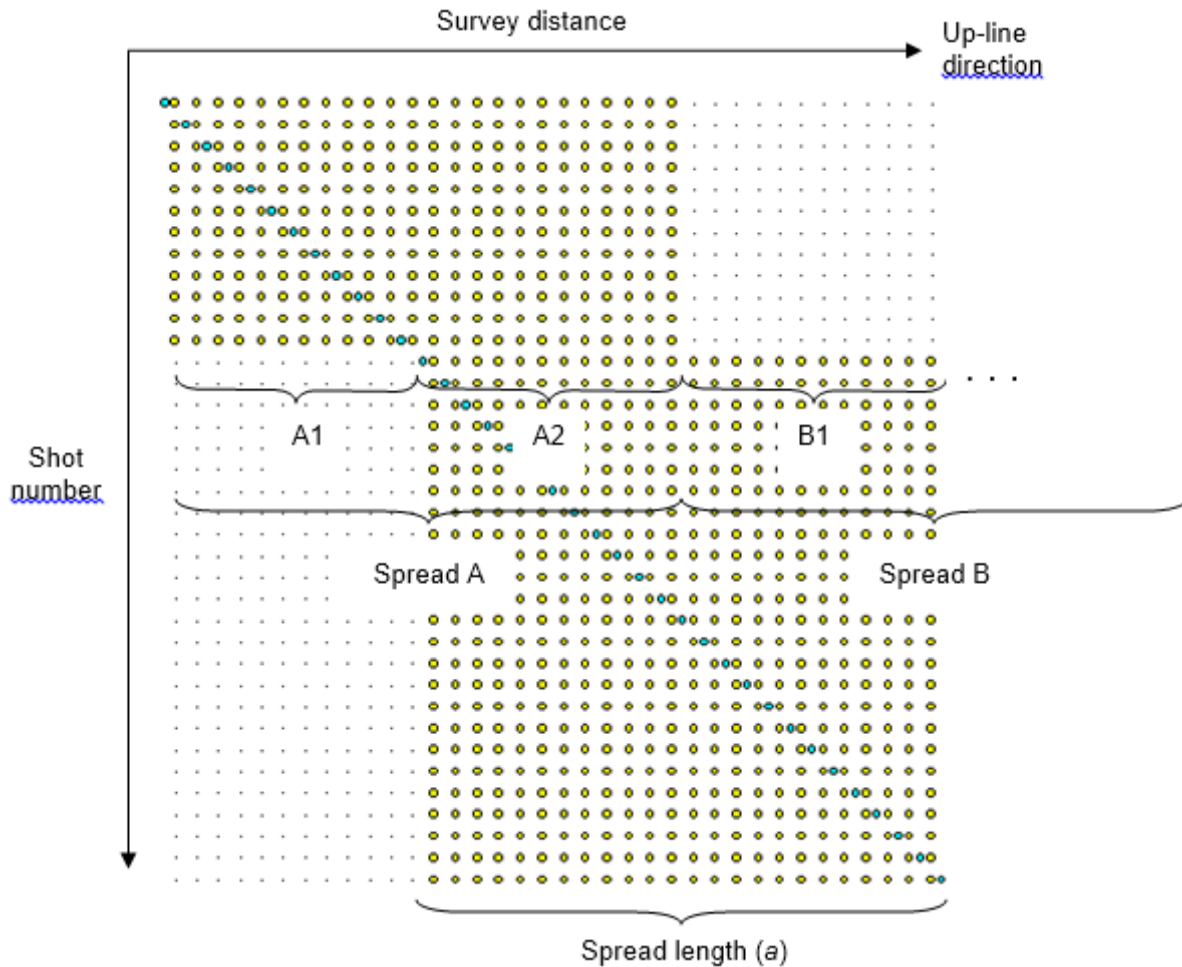 Survey distance
Up-line
direction
. . .
A1
A2
B1
Shot
number
Spread A
Spread B
Spread length (a)